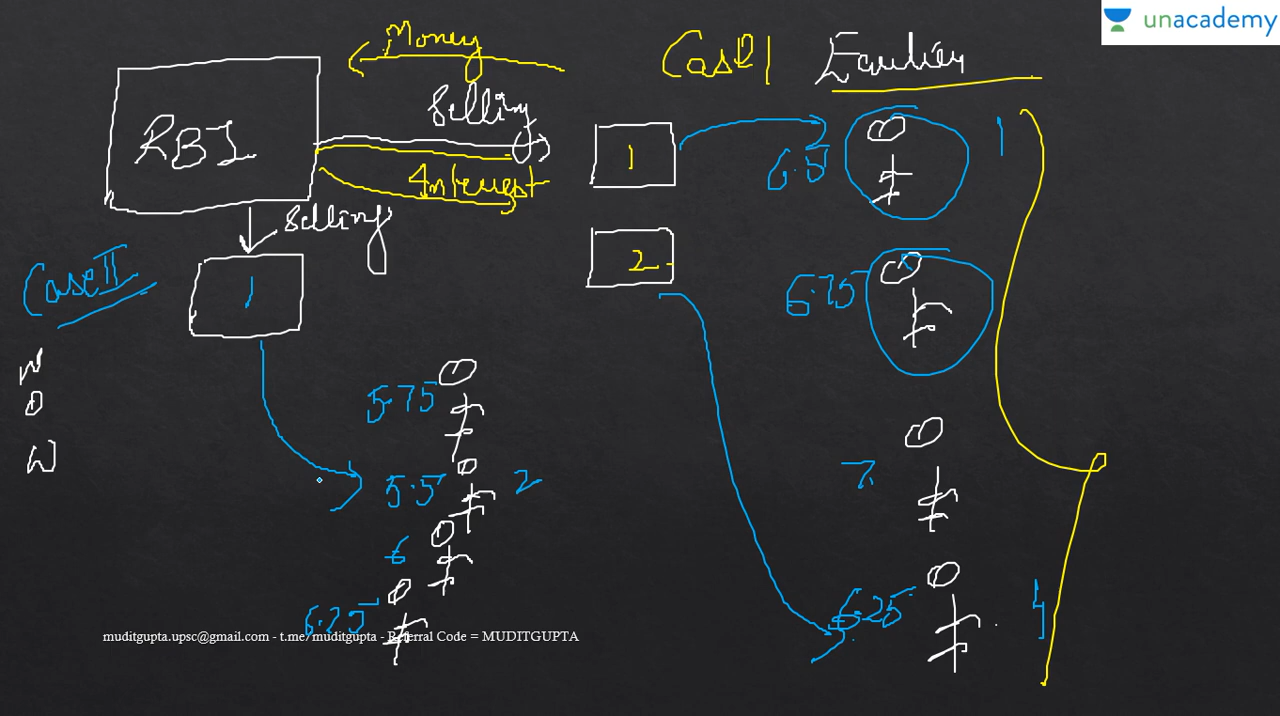 unacademy
Money
Case 1 Earlier
Selling
RBI
1
6.5
1
Interest
Selling
2
6.75
Case II
1
N
O
W
5.75
5.5
2
7
6
6.25
6.25
4
muditgupta.upsc@gmail.com - t.me/muditgupta - Referral Code = MUDITGUPTA